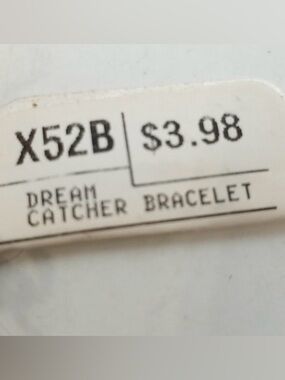 X52B $3.98
DREAM
CATCHER BRACELET